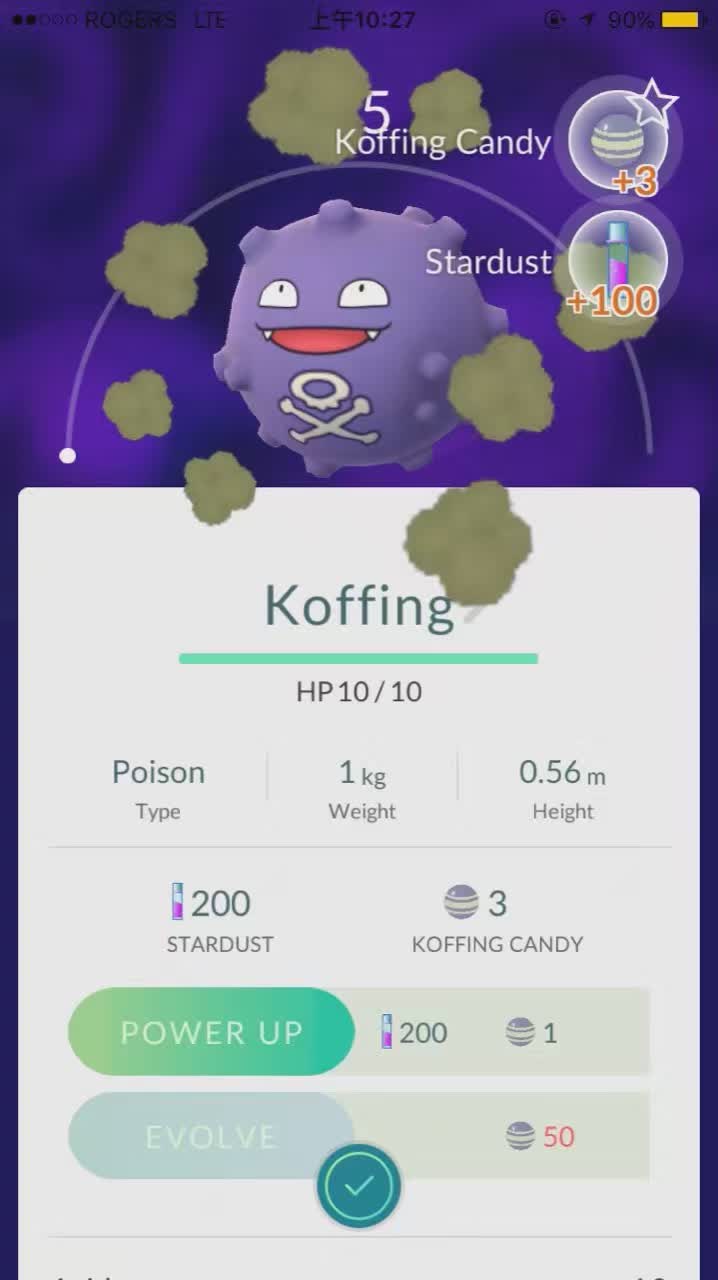 ROGERS LTE 上午10:27 90%
5
Koffing Candy
+3
Stardust
+100
Koffing
HP 10 / 10
Poison 1 kg 0.56 m
Type Weight Height
200 3
STARDUST KOFFING CANDY
POWER UP 200 1
EVOLVE 50